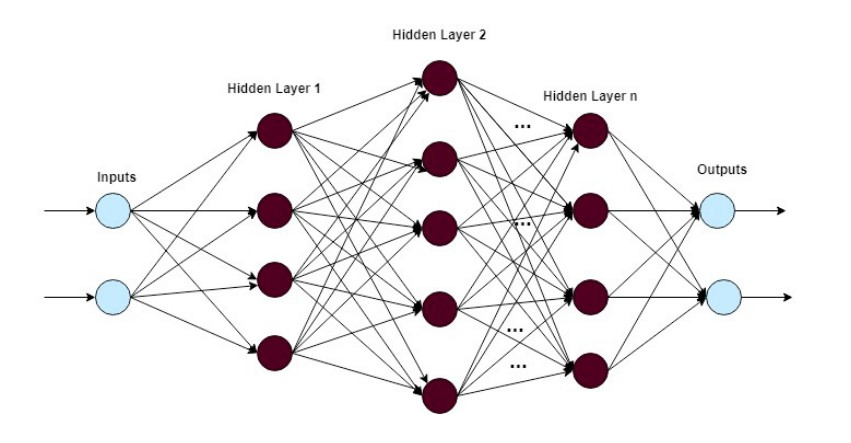 Hidden Layer 2
Hidden Layer 1
Hidden Layer n
...
Inputs
Outputs
...
...
...